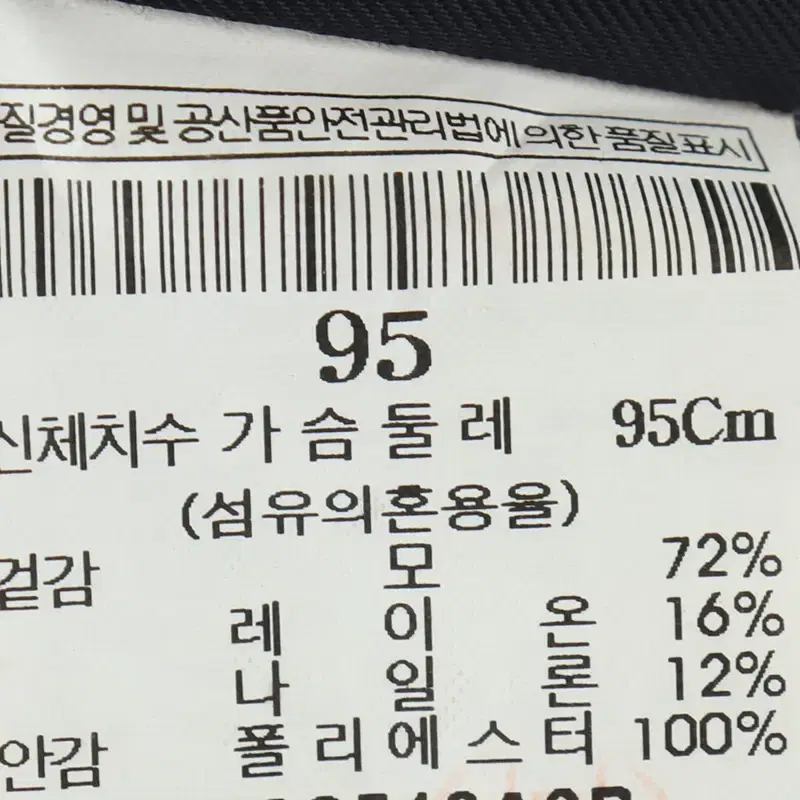 질경영 및 공산품안전관리법에 의한 품질표시
95
신체치수 가슴둘레 95Cm
(섬유의혼용율)
겉감 모 72%
레이온 16%
나일론 12%
안감 폴리에스터 100%